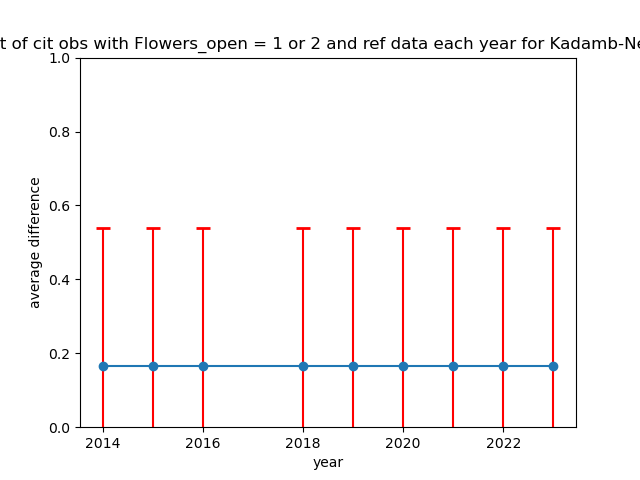 t of cit obs with Flowers_open = 1 or 2 and ref data each year for Kadamb-Ne
1.0
0.8
0.6
0.4
0.2
0.0
average difference
2014 2016 2018 2020 2022
year